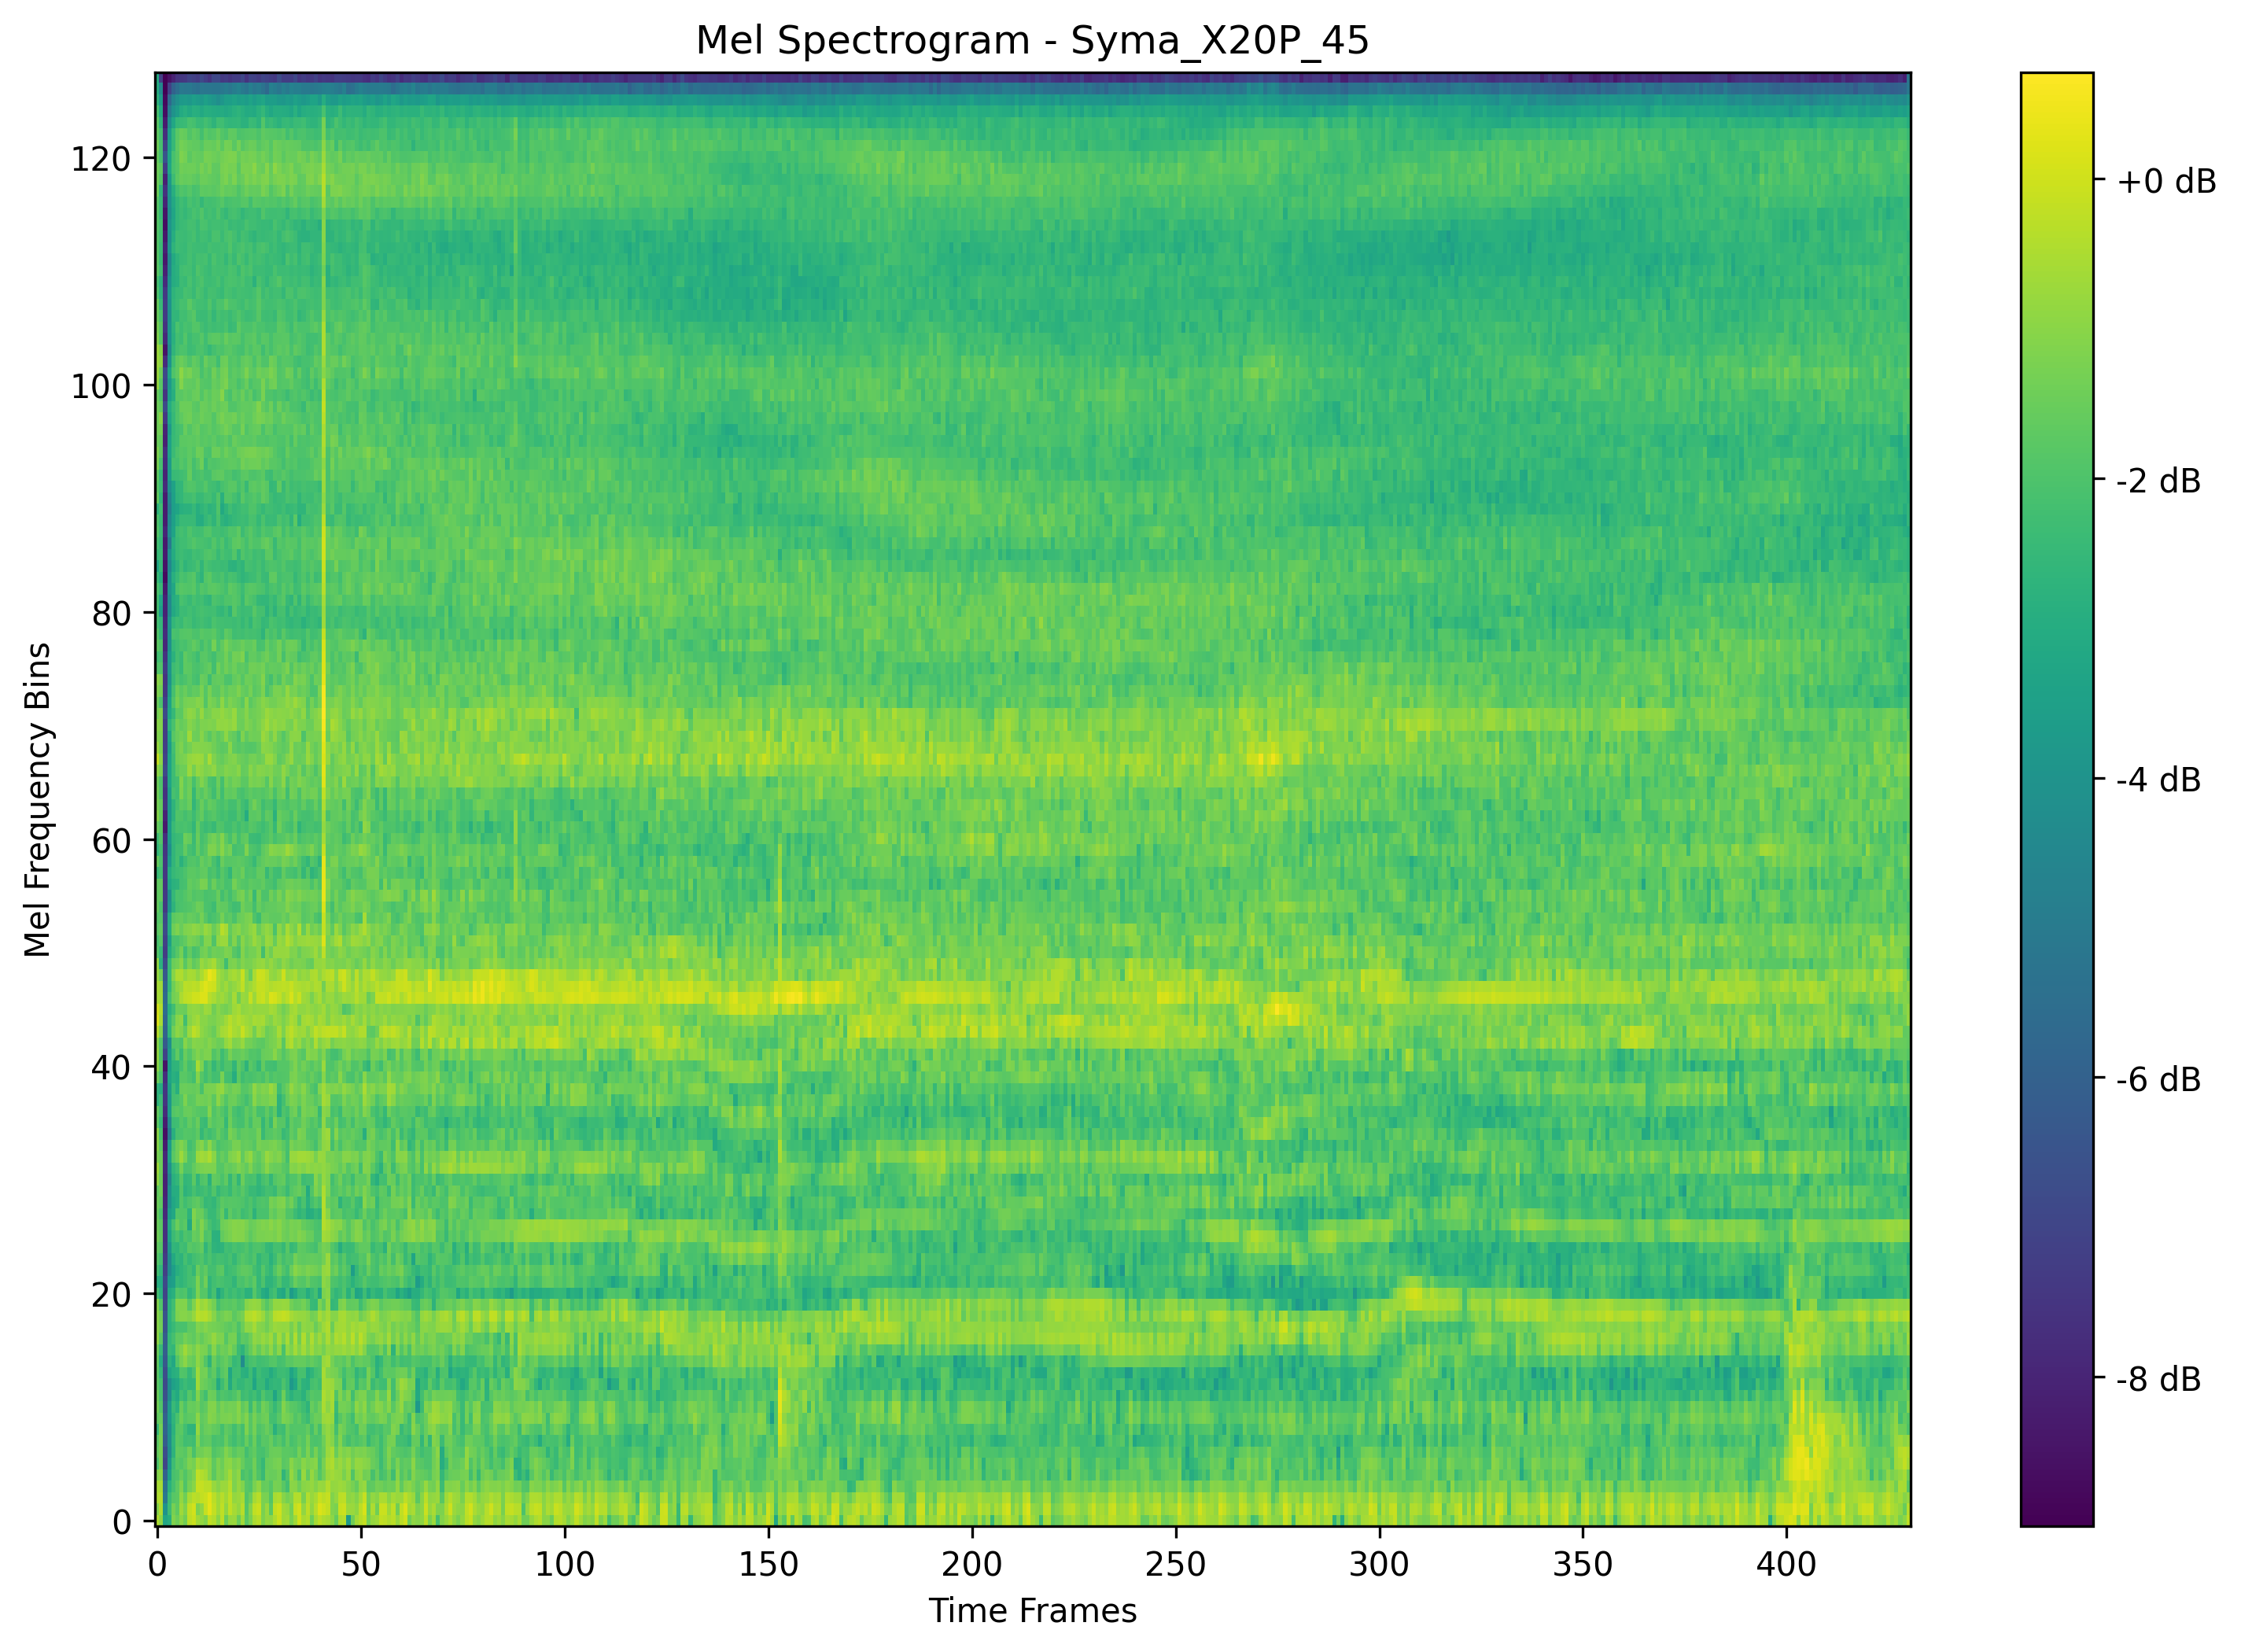 Mel Spectrogram - Syma_X20P_45
Mel Frequency Bins
120
100
80
60
40
20
0
0 50 100 150 200 250 300 350 400
Time Frames
+0 dB
-2 dB
-4 dB
-6 dB
-8 dB